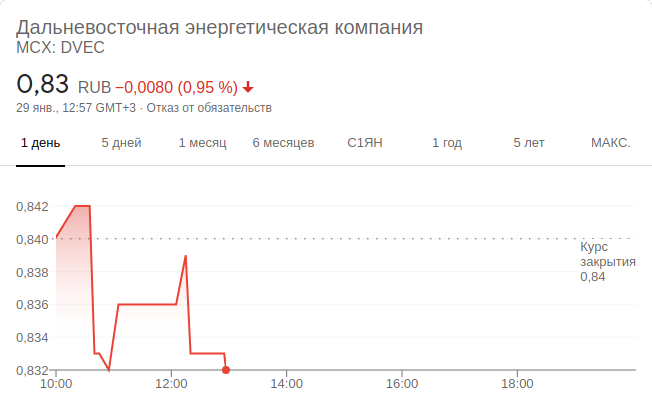 Дальневосточная энергетическая компания
MCX: DVEC
0,83 RUB −0,0080 (0,95 %)
29 янв., 12:57 GMT+3 · Отказ от обязательств
1 день 5 дней 1 месяц 6 месяцев С1ЯН 1 год 5 лет МАКС.
0,842
0,840
Курс
закрытия
0,84
0,838
0,836
0,834
0,832
10:00 12:00 14:00 16:00 18:00